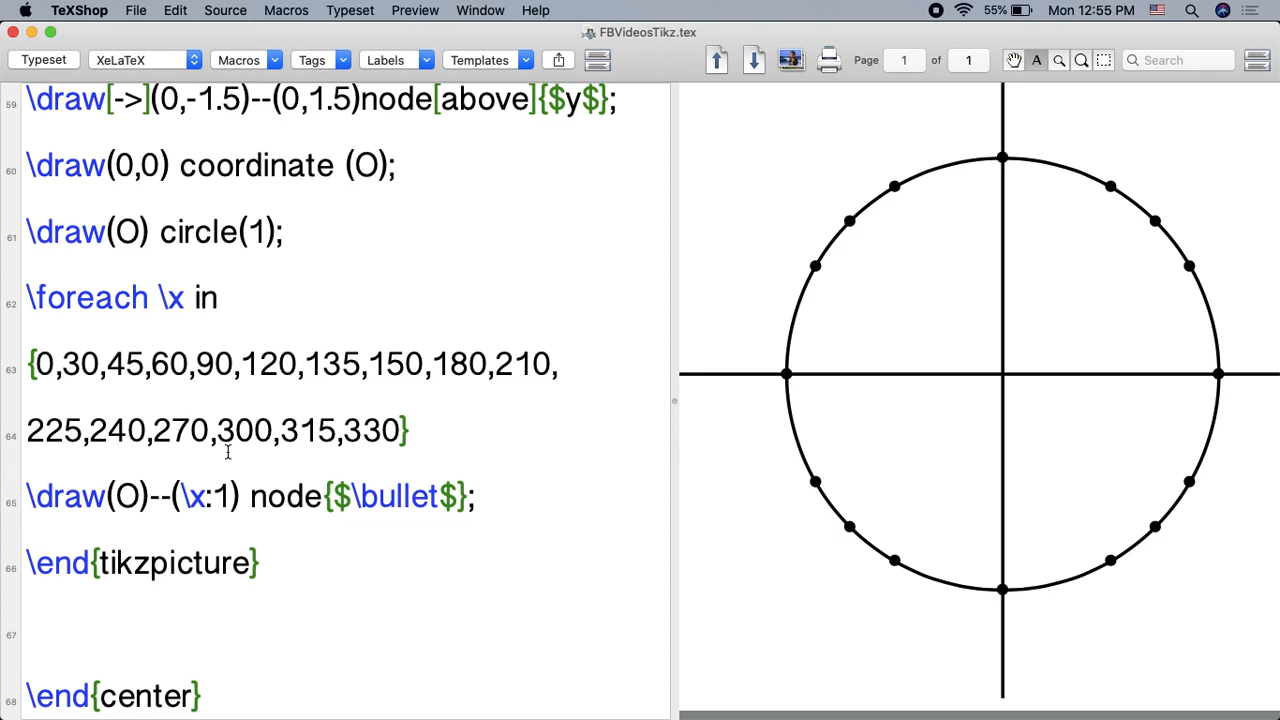 TeXShop File Edit Source Macros Typeset Preview Window Help 55% Mon 12:55 PM
FBVideosTikz.tex
Typeset XeLaTeX Macros Tags Labels Templates Page 1 of 1 Search
59 \draw[->](0,-1.5)--(0,1.5)node[above]{$y$};
60 \draw(0,0) coordinate (O);
61 \draw(O) circle(1);
62 \foreach \x in
63 {0,30,45,60,90,120,135,150,180,210,
64 225,240,270,300,315,330}
65 \draw(O)--(\x:1) node{$\bullet$};
66 \end{tikzpicture}
67
68 \end{center}